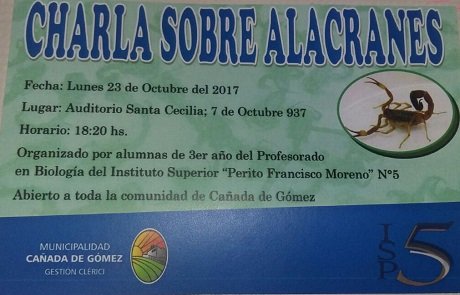 CHARLA SOBRE ALACRANES
Fecha: Lunes 23 de Octubre del 2017
Lugar: Auditorio Santa Cecilia; 7 de Octubre 937
Horario: 18:20 hs.
Organizado por alumnas de 3er año del Profesorado
en Biología del Instituto Superior "Perito Francisco Moreno" N°5
Abierto a toda la comunidad de Cañada de Gómez
MUNICIPALIDAD
CAÑADA DE GÓMEZ
GESTIÓN CLÉRICI
ISP 5